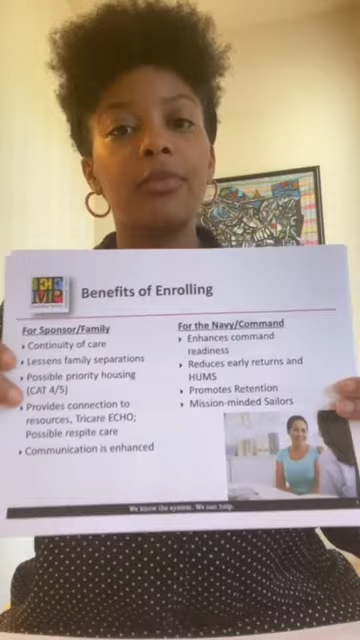 EFMP
Benefits of Enrolling
For Sponsor/Family
Continuity of care
Lessens family separations
Possible priority housing
(CAT 4/5)
Provides connection to
resources, Tricare ECHO;
Possible respite care
Communication is enhanced
For the Navy/Command
Enhances command
readiness
Reduces early returns and
HUMS
Promotes Retention
Mission-minded Sailors
We know the system. We can help.